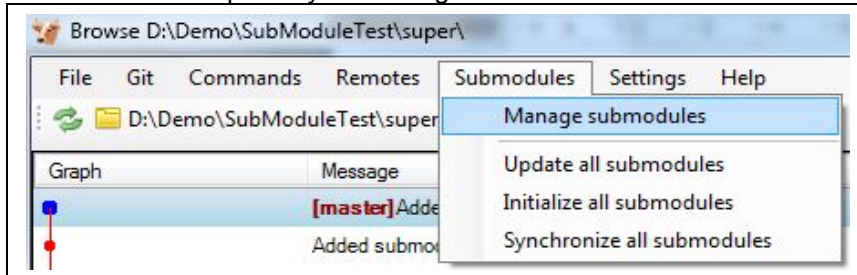 Browse D:\Demo\SubModuleTest\super\
File Git Commands Remotes Submodules Settings Help
D:\Demo\SubModuleTest\super
Manage submodules
Update all submodules
Initialize all submodules
Synchronize all submodules
Graph Message
[master]Adde
Added submo